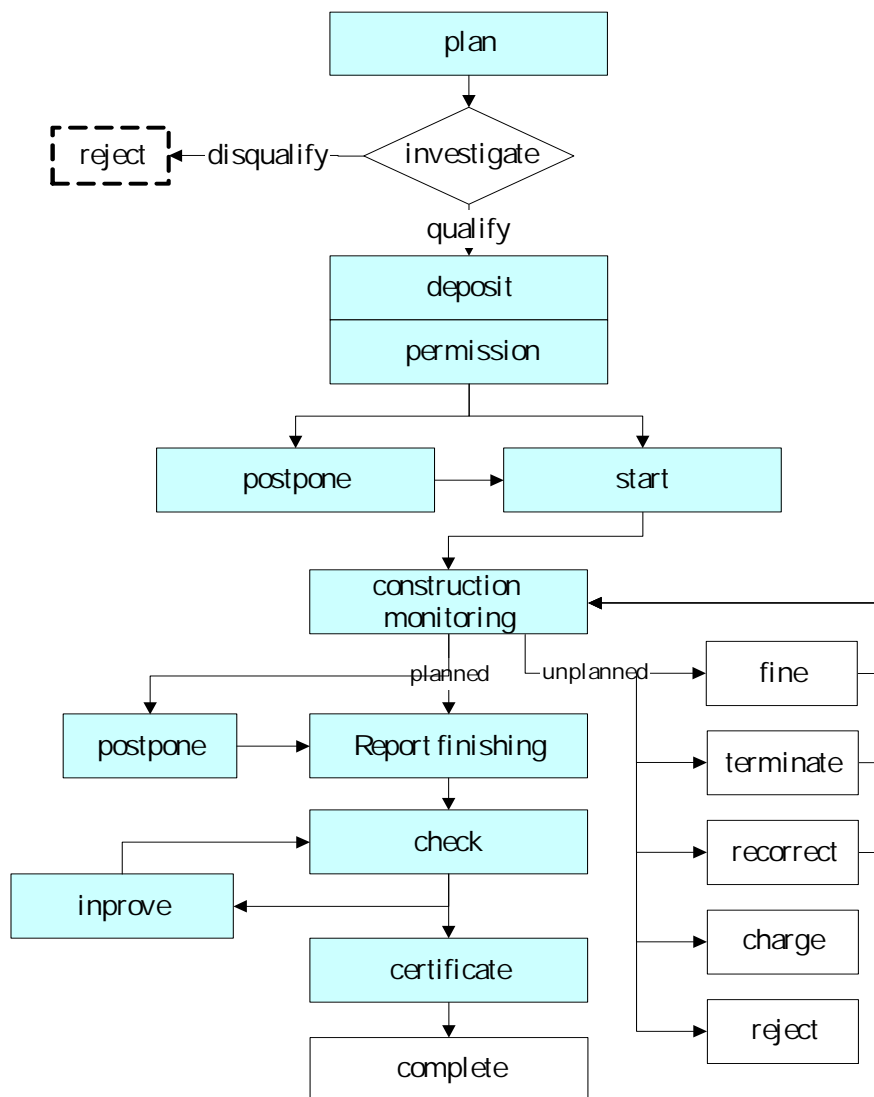 plan
investigate
disqualify
reject
qualify
deposit
permission
postpone
start
construction
monitoring
planned
unplanned
fine
postpone
Report finishing
terminate
check
recorrect
inprove
charge
certificate
reject
complete